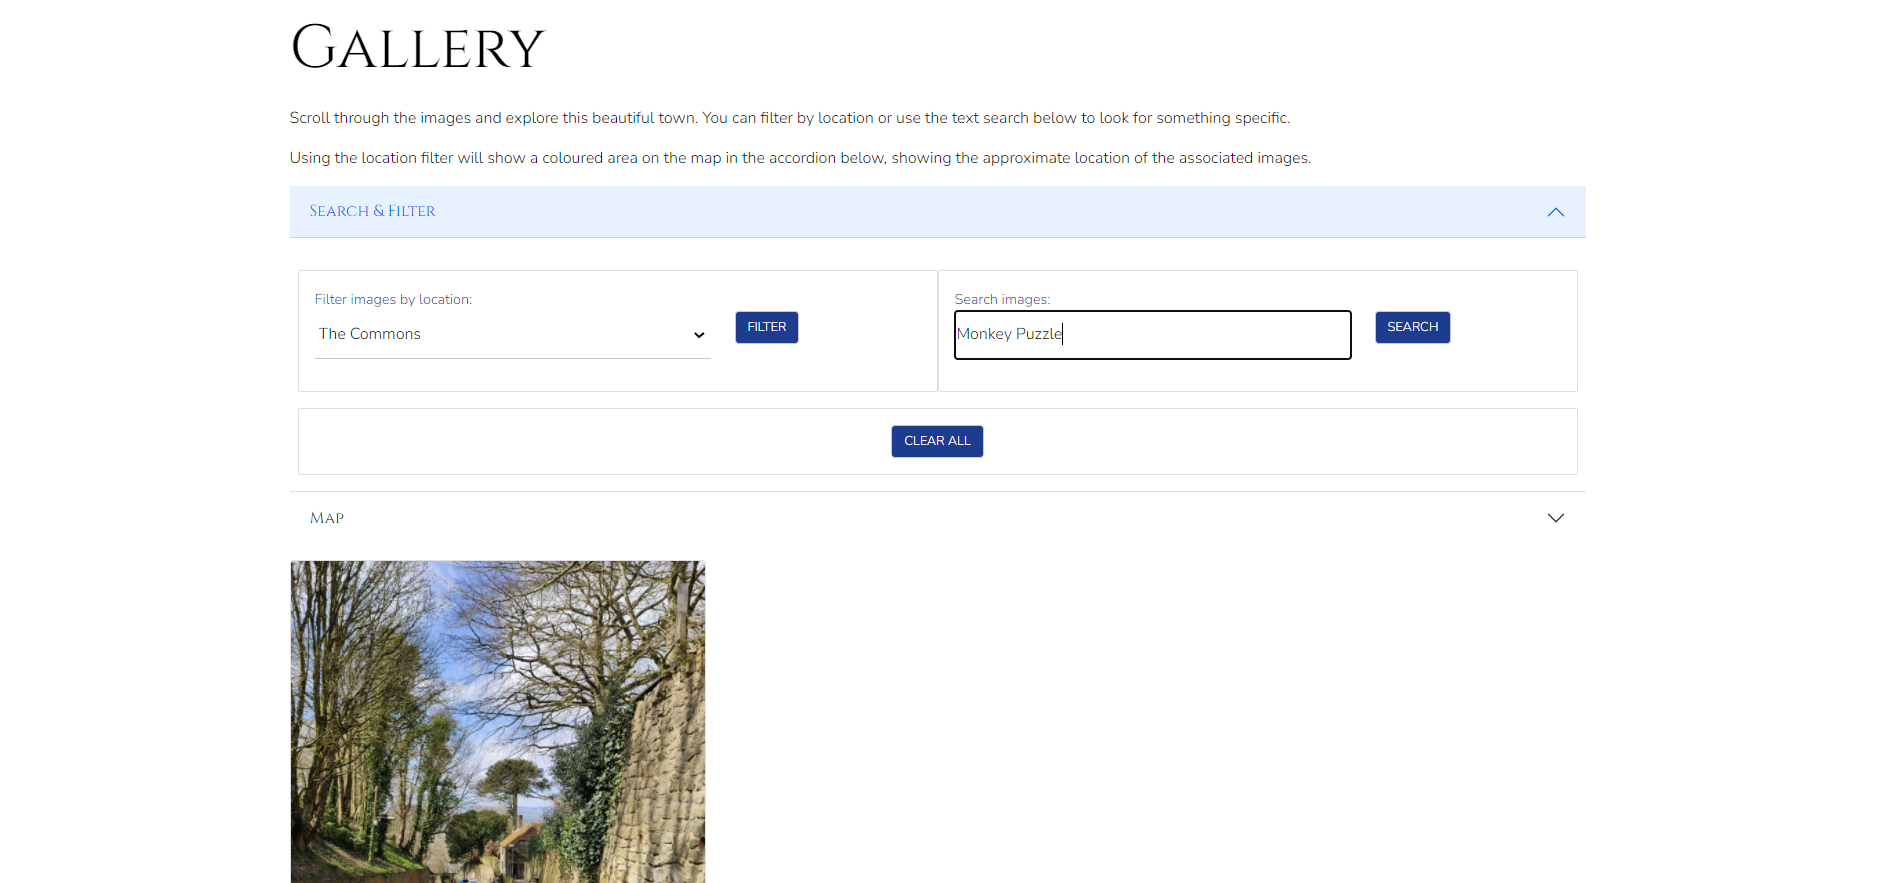 GALLERY
Scroll through the images and explore this beautiful town. You can filter by location or use the text search below to look for something specific.
Using the location filter will show a coloured area on the map in the accordion below, showing the approximate location of the associated images.
SEARCH & FILTER
Filter images by location:
The Commons
FILTER
Search images:
Monkey Puzzle
SEARCH
CLEAR ALL
MAP